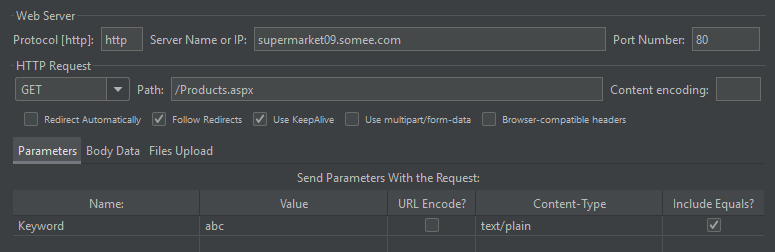 Web Server
Protocol [http]: http Server Name or IP: supermarket09.somee.com Port Number: 80
HTTP Request
GET Path: /Products.aspx Content encoding:
Redirect Automatically Follow Redirects Use KeepAlive Use multipart/form-data Browser-compatible headers
Parameters Body Data Files Upload
Send Parameters With the Request:
Name: Value URL Encode? Content-Type Include Equals?
Keyword abc text/plain